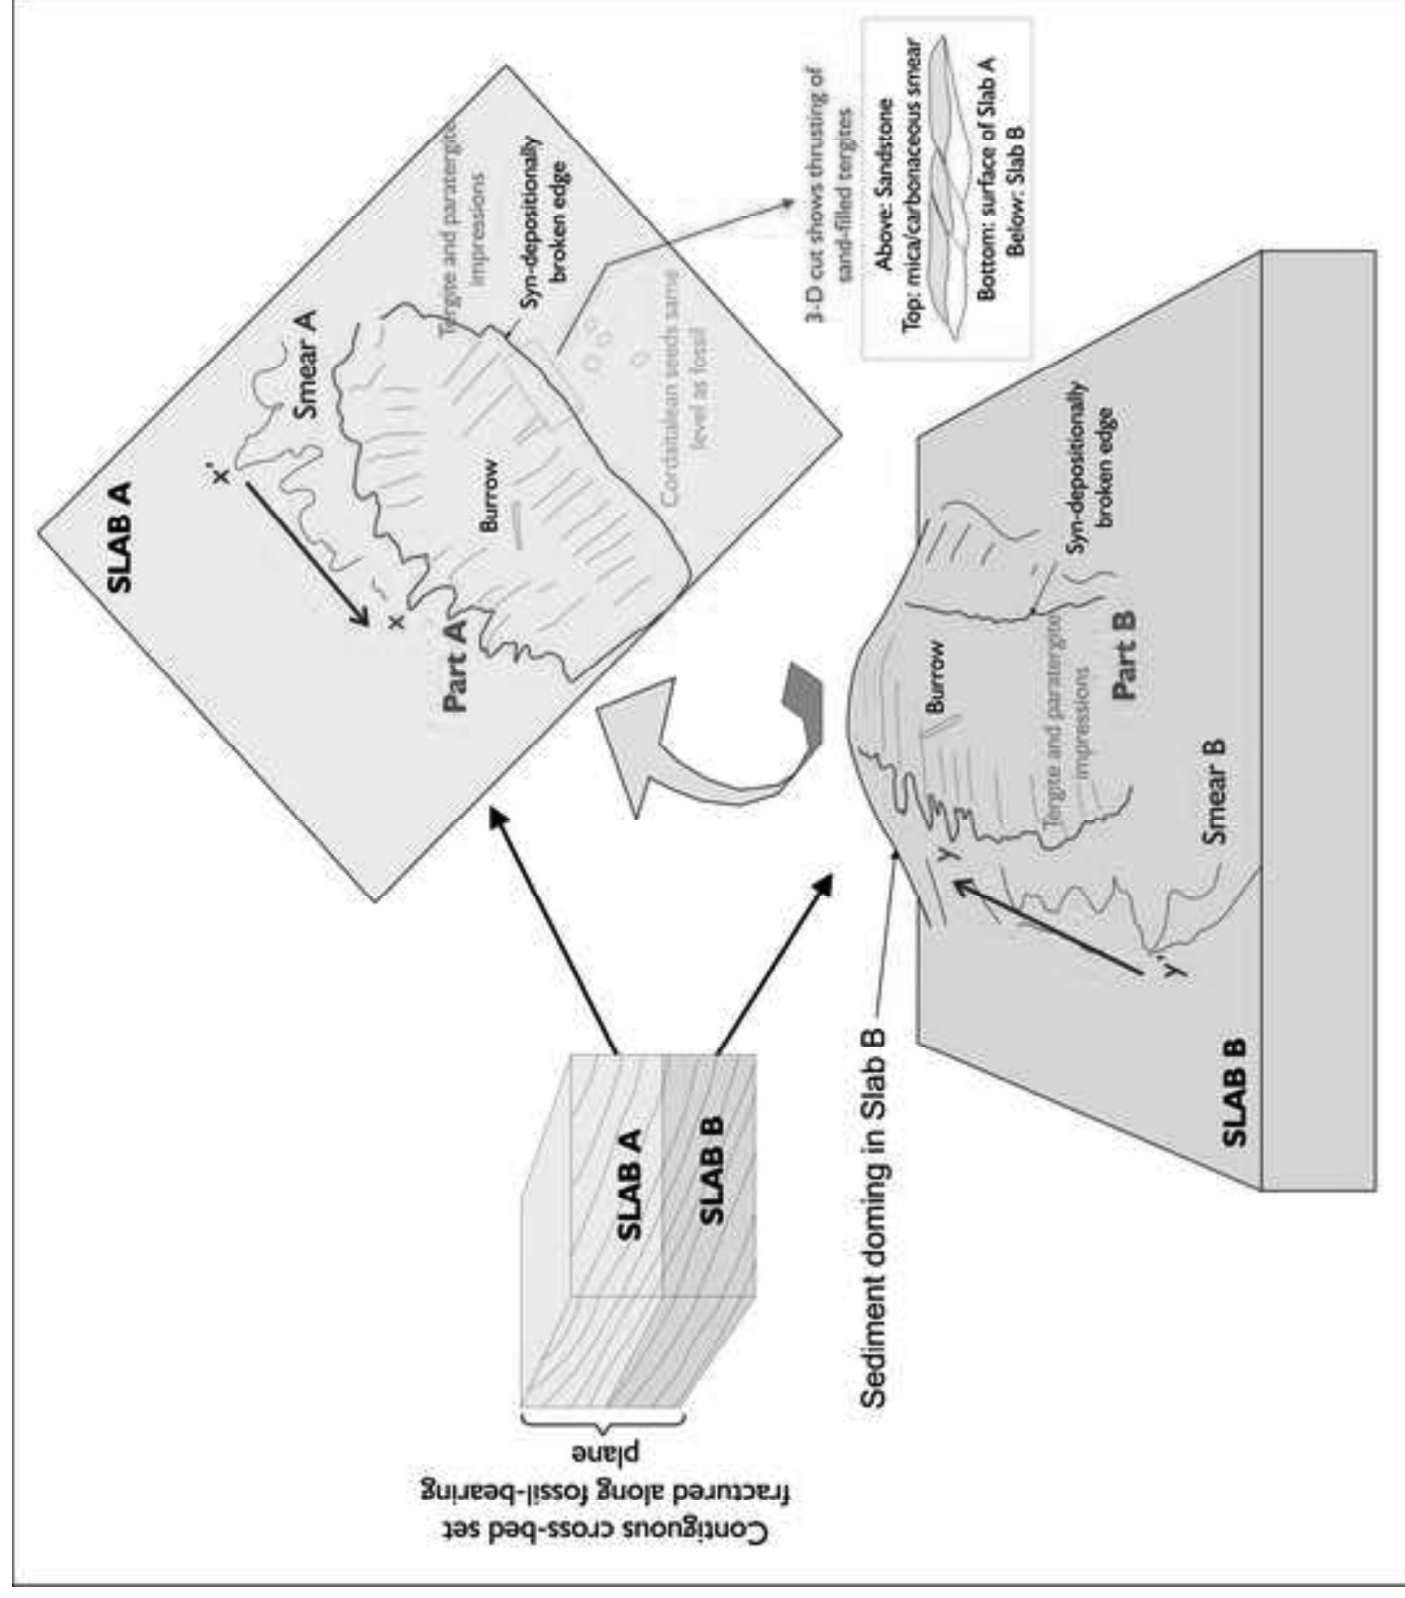 SLAB A
x'
Smear A
x
Part A
Burrow
Tergite and paratergite
impressions
Syn-depositionally
broken edge
Cordaitalean seeds same
level as fossil
3-D cut shows thrusting of
sand-filled tergites
Above: Sandstone
Top: mica/carbonaceous smear
Bottom: surface of Slab A
Below: Slab B
Contiguous cross-bed set
fractured along fossil-bearing
plane
SLAB A
SLAB B
Sediment doming in Slab B
Burrow
y
Tergite and paratergite
impressions
Syn-depositionally
broken edge
Part B
Smear B
y'
SLAB B